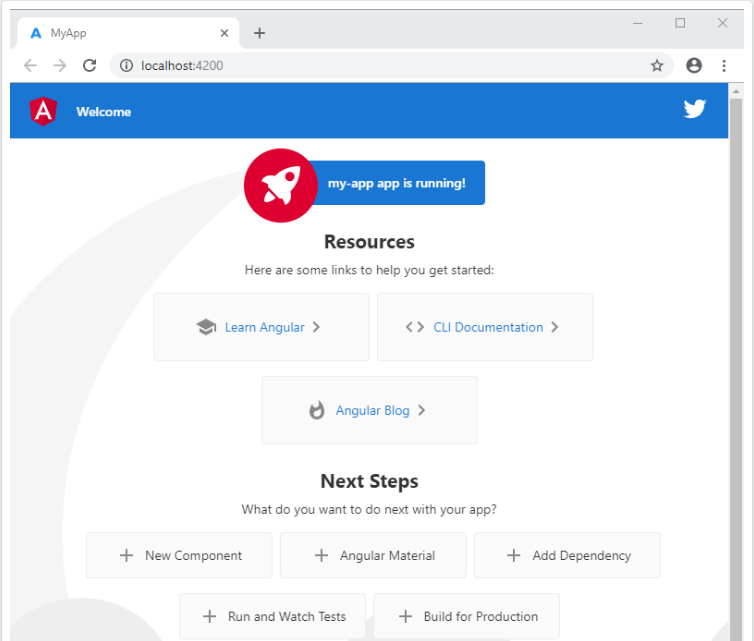 MyApp
localhost:4200
Welcome
my-app app is running!
Resources
Here are some links to help you get started:
Learn Angular
CLI Documentation
Angular Blog
Next Steps
What do you want to do next with your app?
New Component
Angular Material
Add Dependency
Run and Watch Tests
Build for Production